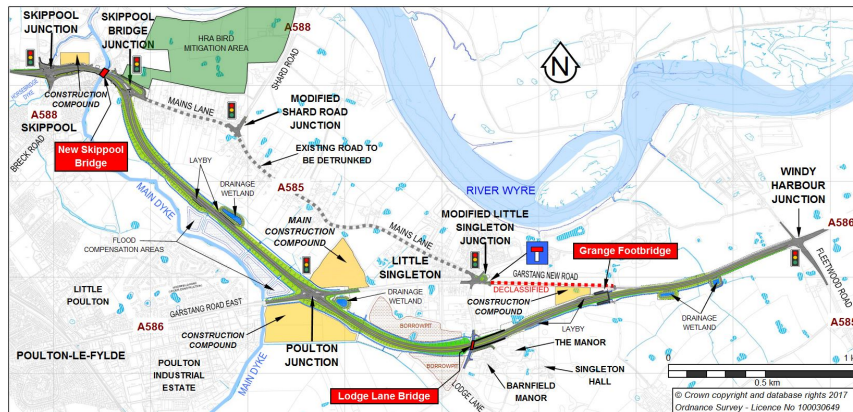 SKIPPOOL
JUNCTION
SKIPPOOL
BRIDGE
JUNCTION
HRA BIRD
MITIGATION AREA
A588
SHARD ROAD
N
CONSTRUCTION
COMPOUND
A588
SKIPPOOL
BRECK ROAD
New Skippool
Bridge
MAINS LANE
MODIFIED
SHARD ROAD
JUNCTION
EXISTING ROAD TO
BE DETRUNKED
LAYBY
MAIN DYKE
DRAINAGE
WETLAND
A585
MAINS LANE
RIVER WYRE
WINDY
HARBOUR
JUNCTION
A586
FLEETWOOD ROAD
A585
FLOOD
COMPENSATION AREAS
MAIN
CONSTRUCTION
COMPOUND
LITTLE
SINGLETON
MODIFIED LITTLE
SINGLETON
JUNCTION
Grange Footbridge
GARSTANG NEW ROAD
DECLASSIFIED
CONSTRUCTION
COMPOUND
LITTLE
POULTON
GARSTANG ROAD EAST
A586
CONSTRUCTION
COMPOUND
DRAINAGE
WETLAND
LAYBY
DRAINAGE
WETLAND
POULTON-LE-FYLDE
POULTON
INDUSTRIAL
ESTATE
MAIN DYKE
POULTON
JUNCTION
BORROWPIT
BORROWPIT
LODGE LANE
Lodge Lane Bridge
THE MANOR
BARNFIELD
MANOR
SINGLETON
HALL
0
0.5 km
© Crown copyright and database rights 2017
Ordnance Survey - Licence No 100030649